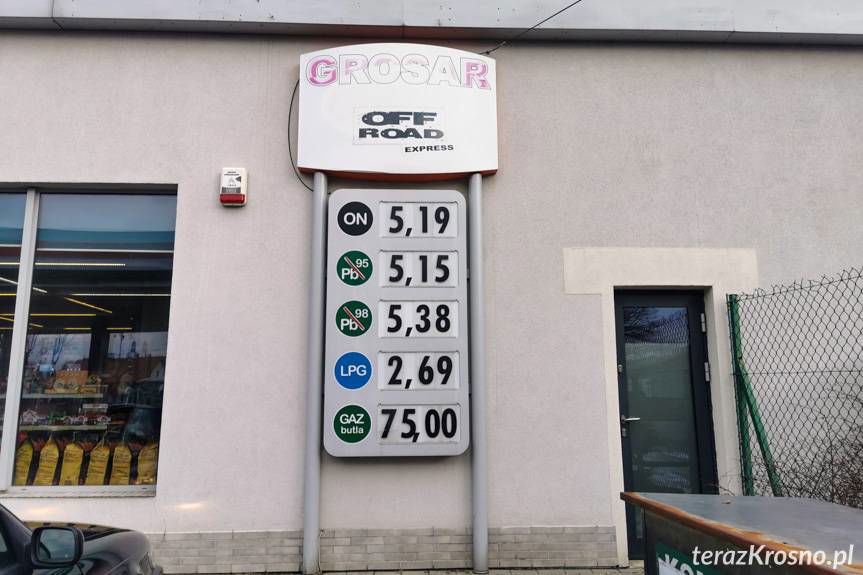 GROSAR
OFF
ROAD
EXPRESS
ON 5,19
Pb 95 5,15
Pb 98 5,38
LPG 2,69
GAZ butla 75,00
terazKrosno.pl